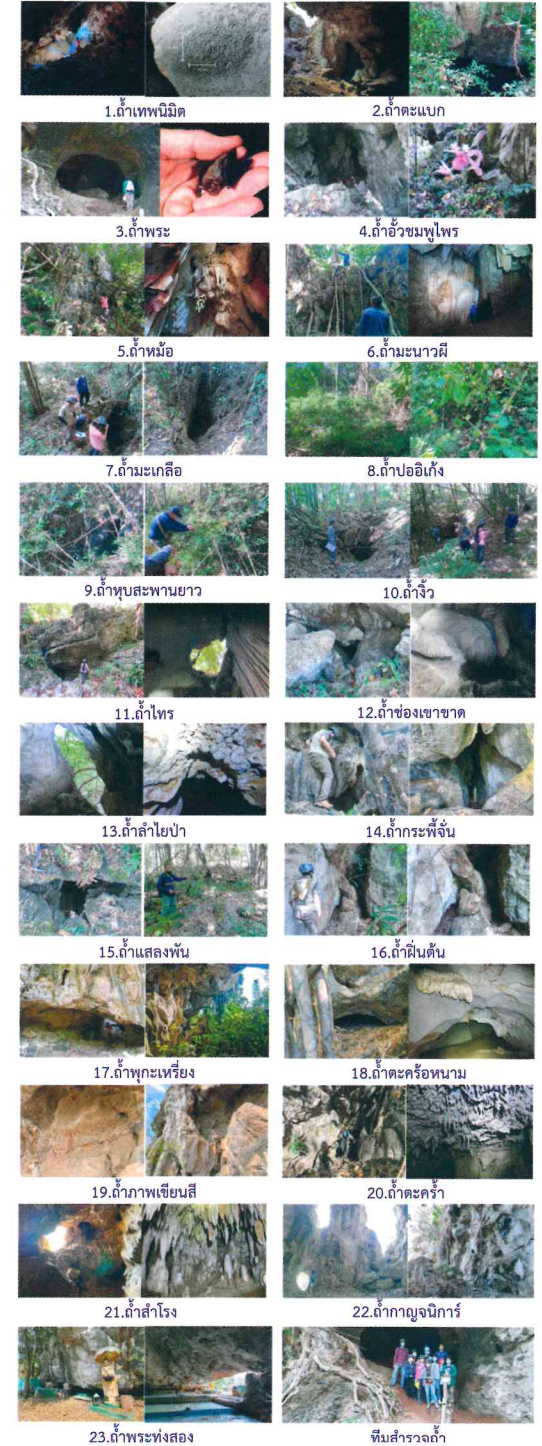 1.ถ้ำเทพนิมิต
2.ถ้ำตะแบก
3.ถ้ำพระ
4.ถ้ำอั้วชมพูไพร
5.ถ้ำหม้อ
6.ถ้ำมะนาวผี
7.ถ้ำมะเกลือ
8.ถ้ำปออิเก้ง
9.ถ้ำหุบสะพานยาว
10.ถ้ำงิ้ว
11.ถ้ำไทร
12.ถ้ำช่องเขาขาด
13.ถ้ำลำไยป่า
14.ถ้ำกระพี้จั่น
15.ถ้ำแสลงพัน
16.ถ้ำฝิ่นต้น
17.ถ้ำพุกะเหรี่ยง
18.ถ้ำตะคร้อหนาม
19.ถ้ำภาพเขียนสี
20.ถ้ำตะคร้ำ
21.ถ้ำสำโรง
22.ถ้ำกาญจนิการ์
23.ถ้ำพระท่งสอง
ทีมสำรวจถ้ำ